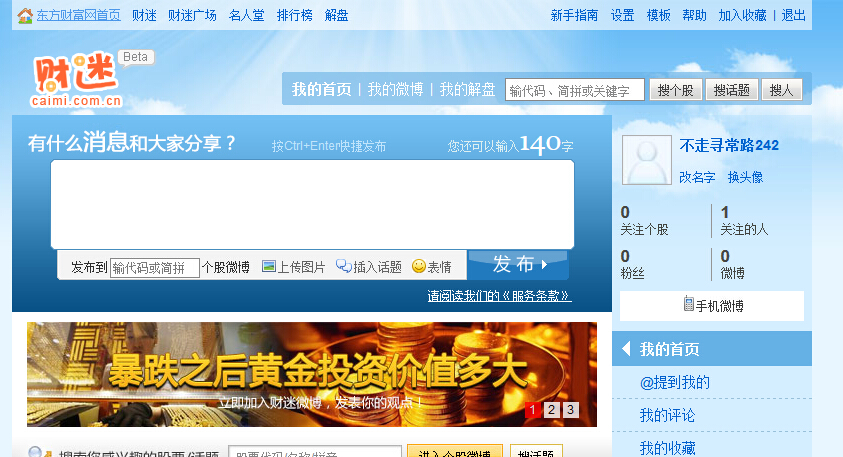 东方财富网首页 财迷 财迷广场 名人堂 排行榜 解盘 新手指南 设置 模板 帮助 加入收藏 | 退出
财迷 Beta
caimi.com.cn
我的首页 | 我的微博 | 我的解盘 输代码、简拼或关键字 搜个股 搜话题 搜人
有什么消息和大家分享？ 按Ctrl+Enter快捷发布 您还可以输入140字
不走寻常路242
改名字 换头像
0 1
关注个股 关注的人
0 0
粉丝 微博
发布到 输代码或简拼 个股微博 上传图片 插入话题 表情 发布
请阅读我们的《服务条款》
手机微博
我的首页
暴跌之后黄金投资价值多大
立即加入财迷微博，发表你的观点！
1 2 3
@提到我的
我的评论
我的收藏
搜索您感兴趣的股票/话题 股票代码/名称/拼音 进入个股微博 搜话题